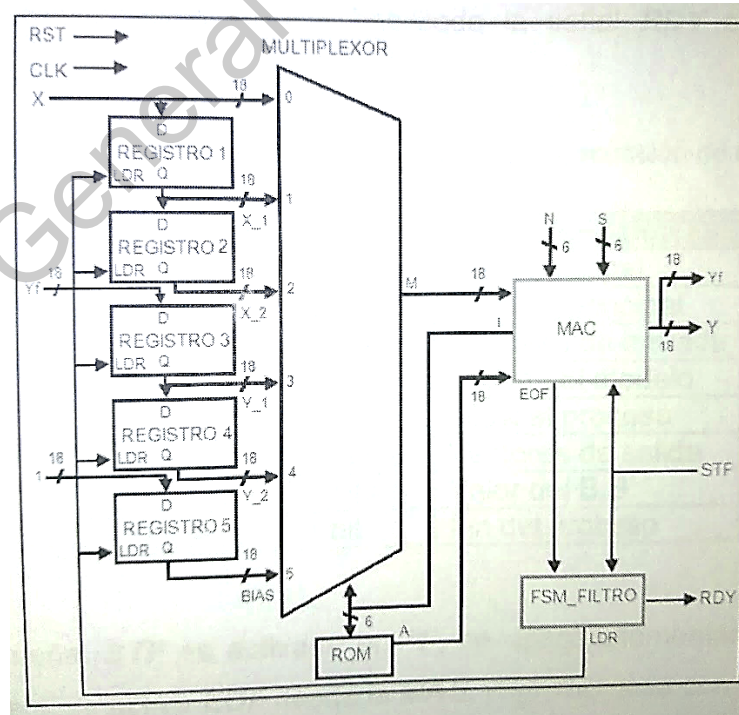 RST
CLK
X
MULTIPLEXOR
18
0
D
REGISTRO 1
LDR Q
18
1
X_1
D
REGISTRO 2
LDR Q
18
2
X_2
Yf
18
D
REGISTRO 3
LDR Q
18
3
Y_1
D
REGISTRO 4
LDR Q
18
4
Y_2
1
18
D
REGISTRO 5
LDR Q
18
5
BIAS
M
18
I
18
A
6
ROM
N
6
S
6
MAC
EOF
18
Yf
18
Y
STF
FSM_FILTRO
RDY
LDR
General